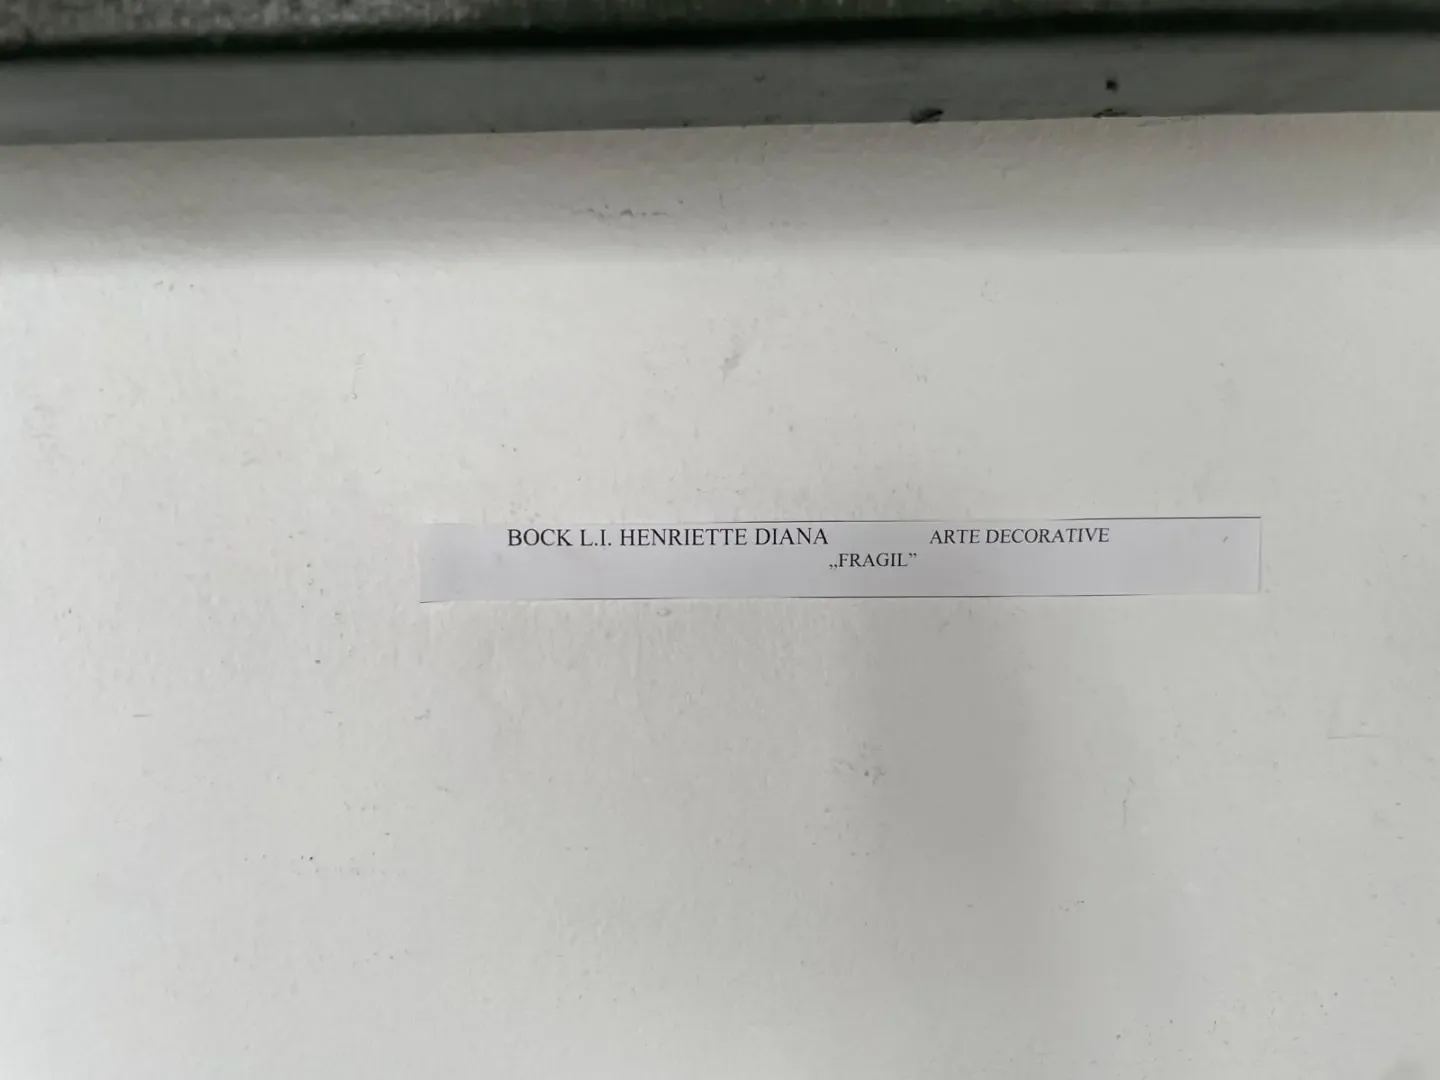 BOCK L.I. HENRIETTE DIANA ARTE DECORATIVE
„FRAGIL”